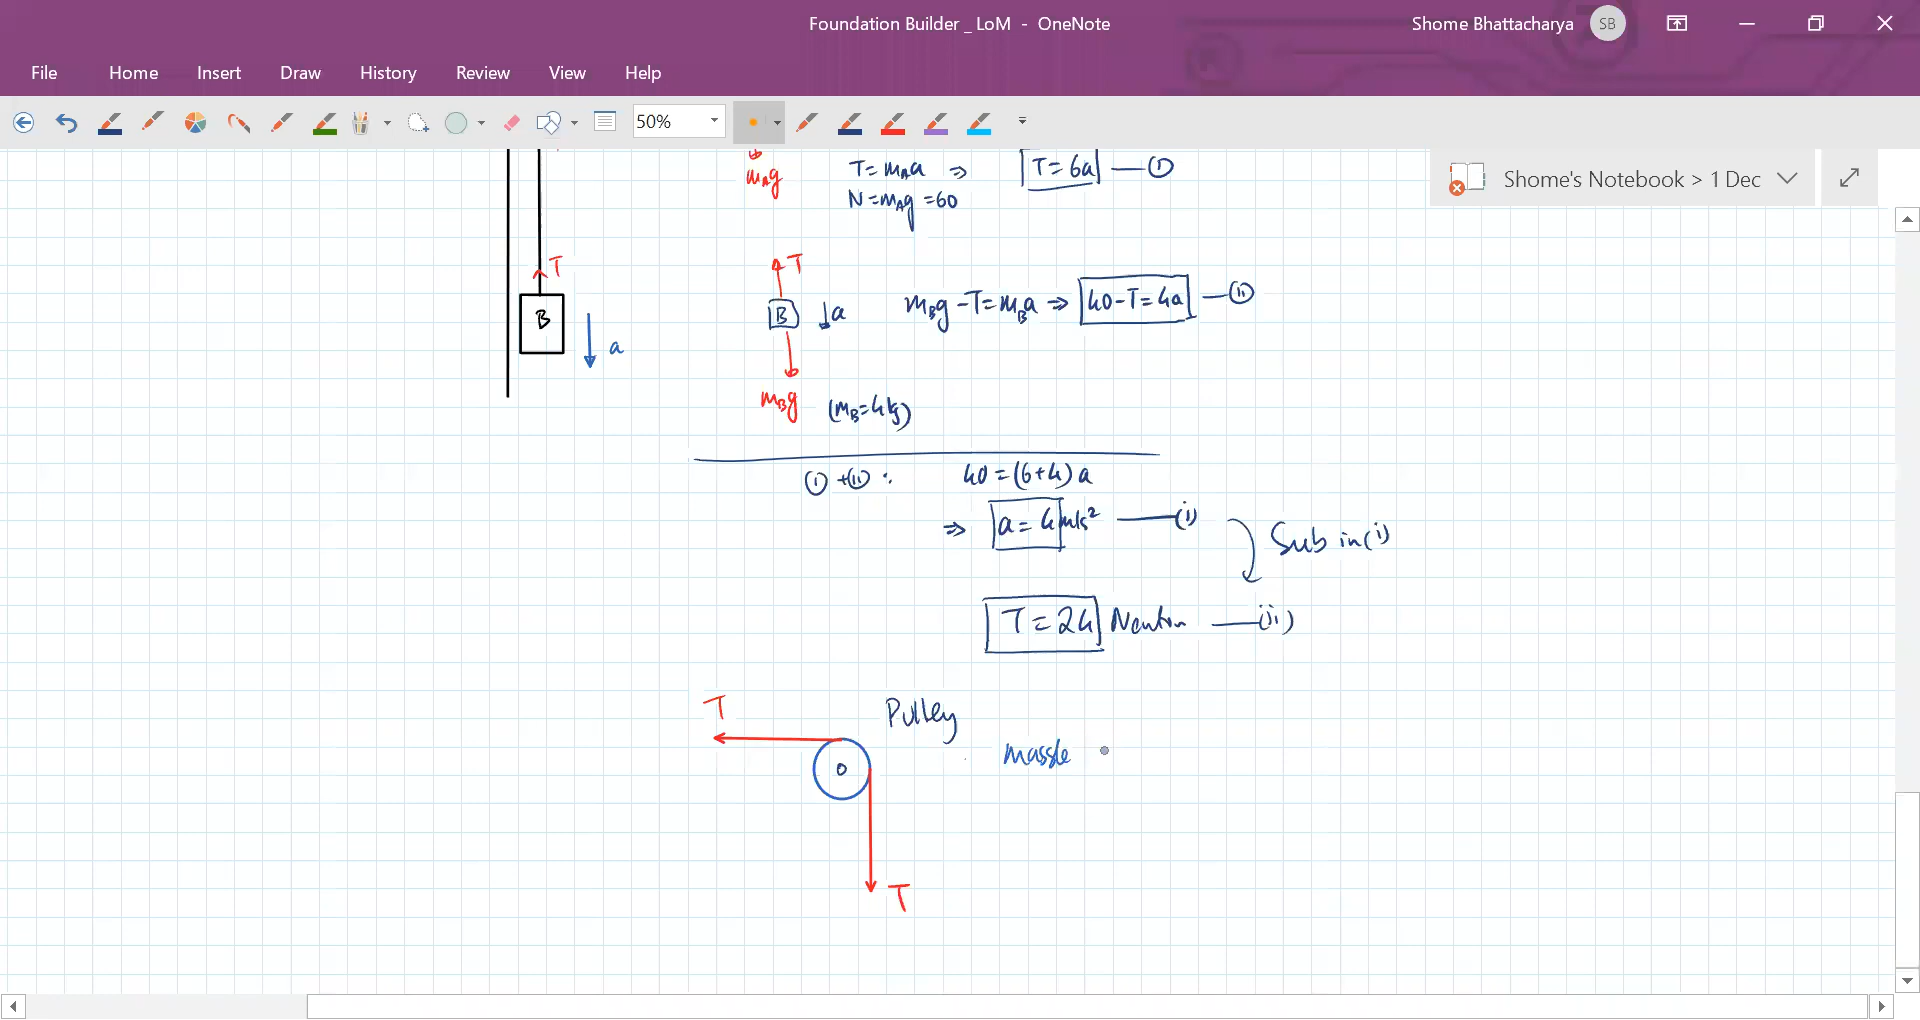 Foundation Builder _ LoM - OneNote
Shome Bhattacharya SB
File Home Insert Draw History Review View Help
50%
Shome's Notebook > 1 Dec
mAg
T = mAa ⇒ T = 6a — (i)
N = mAg = 60
T
B
a
T
B
a
mBg - T = mBa ⇒ 40 - T = 4a — (ii)
mBg (mB = 4kg)
(i) + (ii) : 40 = (6+4) a
⇒ a = 4 m/s² — (i)
Sub in (i)
T = 24 Newton — (ii)
T
Pulley
massle
T